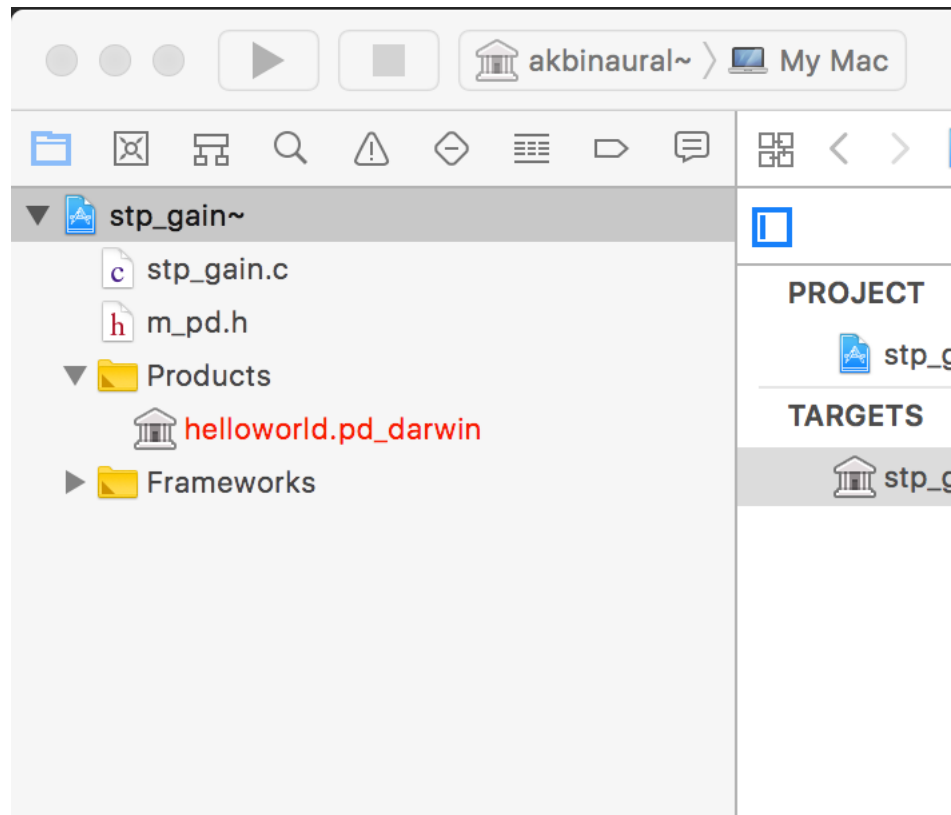 akbinaural~ My Mac
stp_gain~
c stp_gain.c
h m_pd.h
Products
helloworld.pd_darwin
Frameworks
PROJECT
stp_g
TARGETS
stp_g